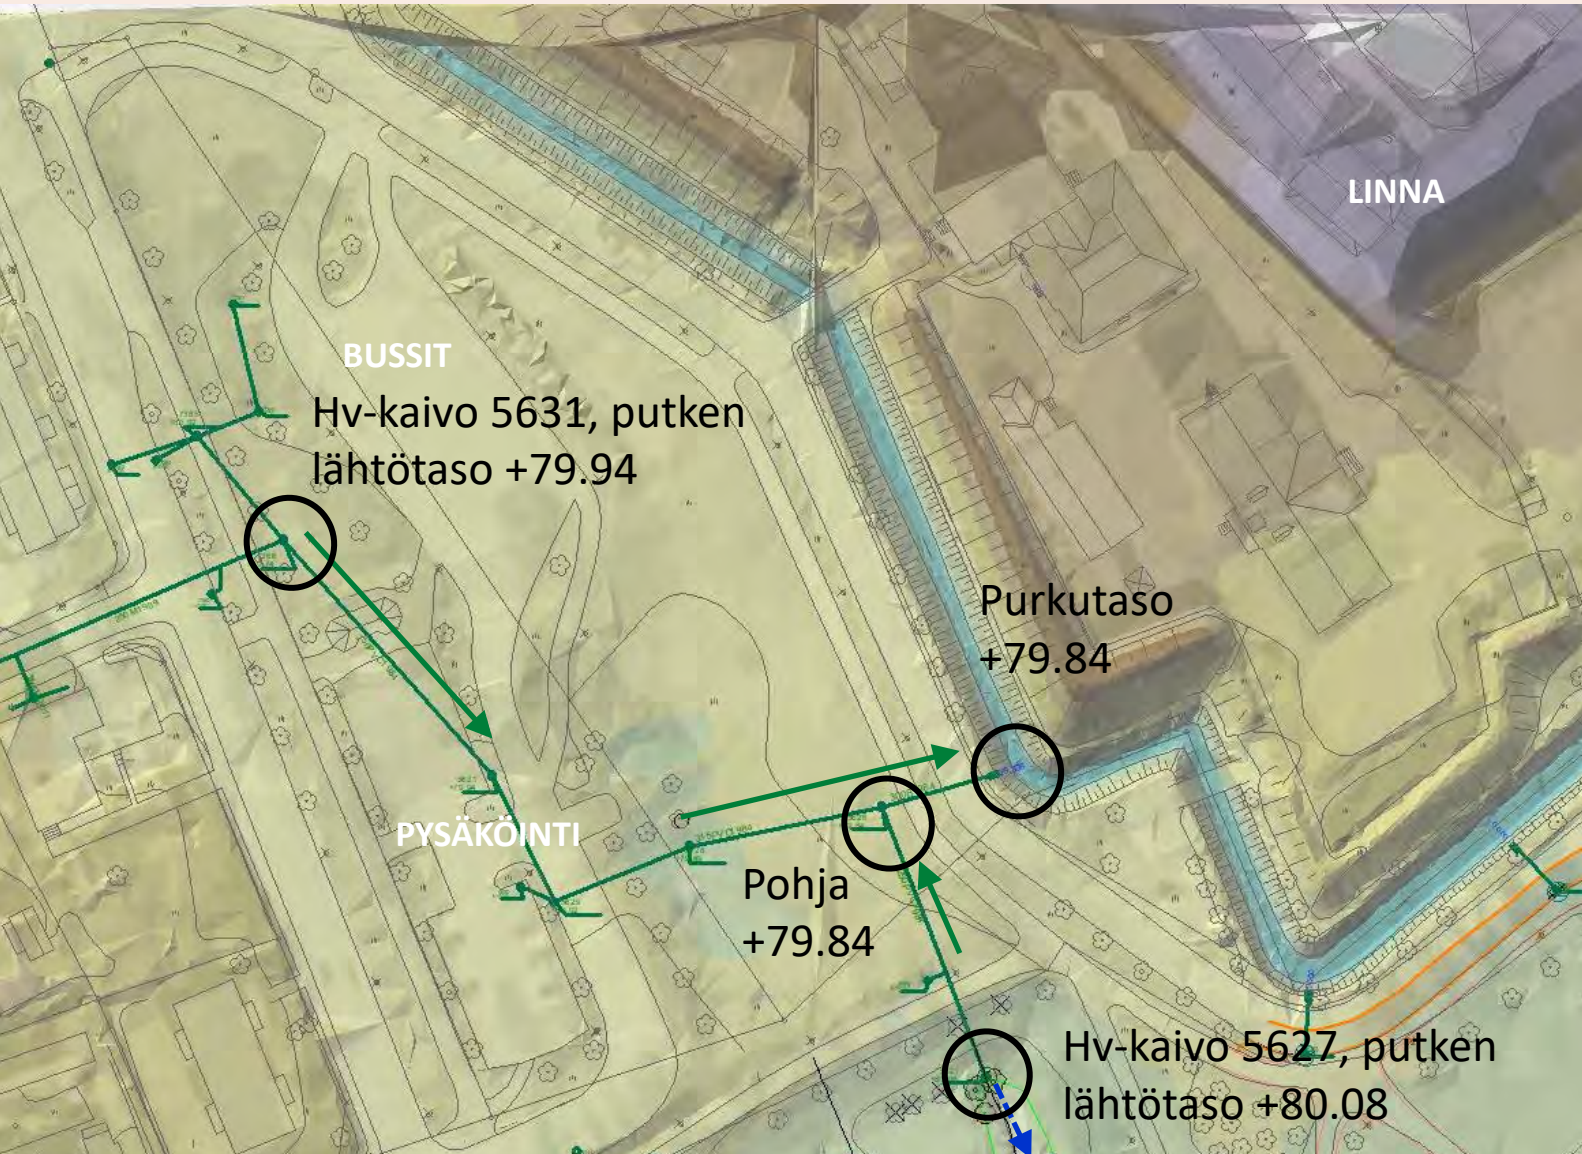 LINNA
BUSSIT
Hv-kaivo 5631, putken
lähtötaso +79.94
Purkutaso
+79.84
PYSÄKÖINTI
Pohja
+79.84
Hv-kaivo 5627, putken
lähtötaso +80.08